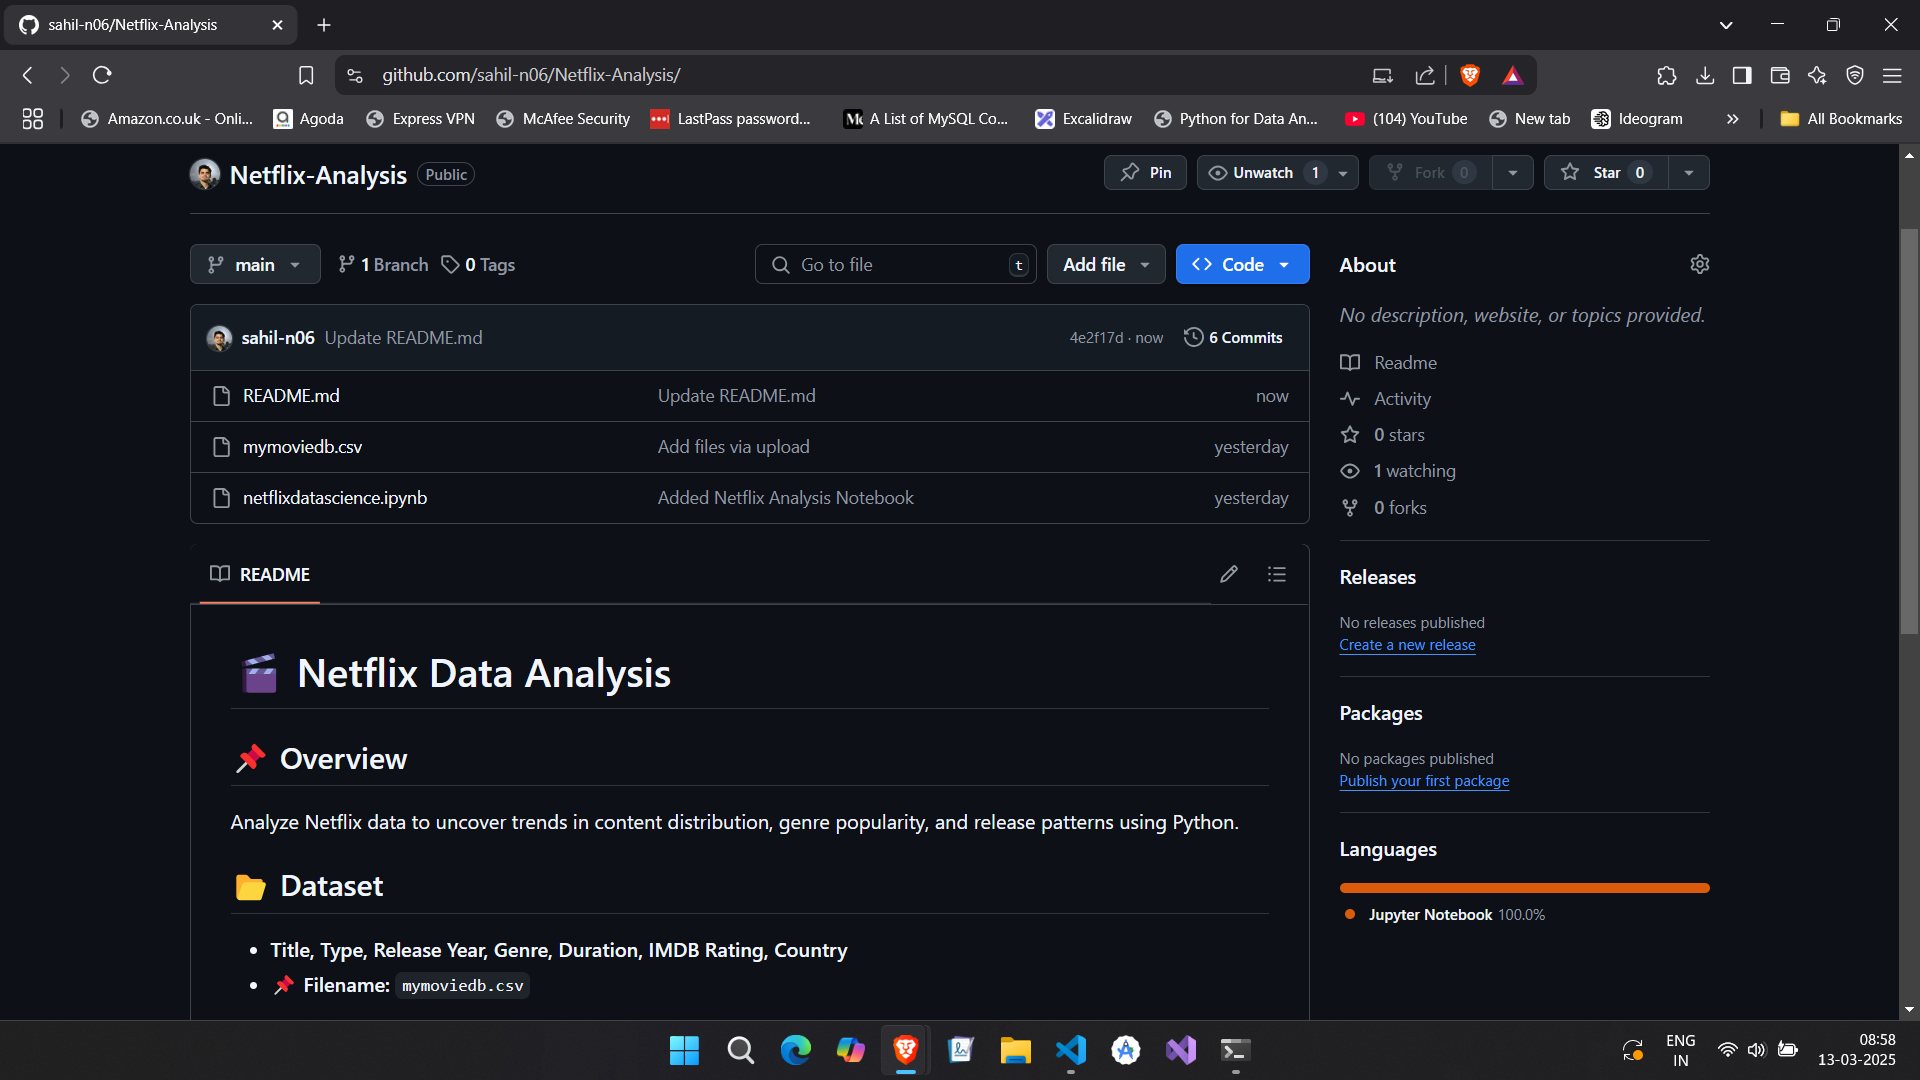 sahil-n06/Netflix-Analysis
github.com/sahil-n06/Netflix-Analysis/
Amazon.co.uk - Onli...
Agoda
Express VPN
McAfee Security
LastPass password...
A List of MySQL Co...
Excalidraw
Python for Data An...
(104) YouTube
New tab
Ideogram
»
All Bookmarks
Netflix-Analysis Public
Pin
Unwatch 1
Fork 0
Star 0
main
1 Branch
0 Tags
Go to file t
Add file
Code
sahil-n06 Update README.md 4e2f17d · now 6 Commits
README.md Update README.md now
mymoviedb.csv Add files via upload yesterday
netflixdatascience.ipynb Added Netflix Analysis Notebook yesterday
README
Netflix Data Analysis
Overview
Analyze Netflix data to uncover trends in content distribution, genre popularity, and release patterns using Python.
Dataset
• Title, Type, Release Year, Genre, Duration, IMDB Rating, Country
• Filename: mymoviedb.csv
About
No description, website, or topics provided.
Readme
Activity
0 stars
1 watching
0 forks
Releases
No releases published
Create a new release
Packages
No packages published
Publish your first package
Languages
Jupyter Notebook 100.0%
ENG
IN
08:58
13-03-2025